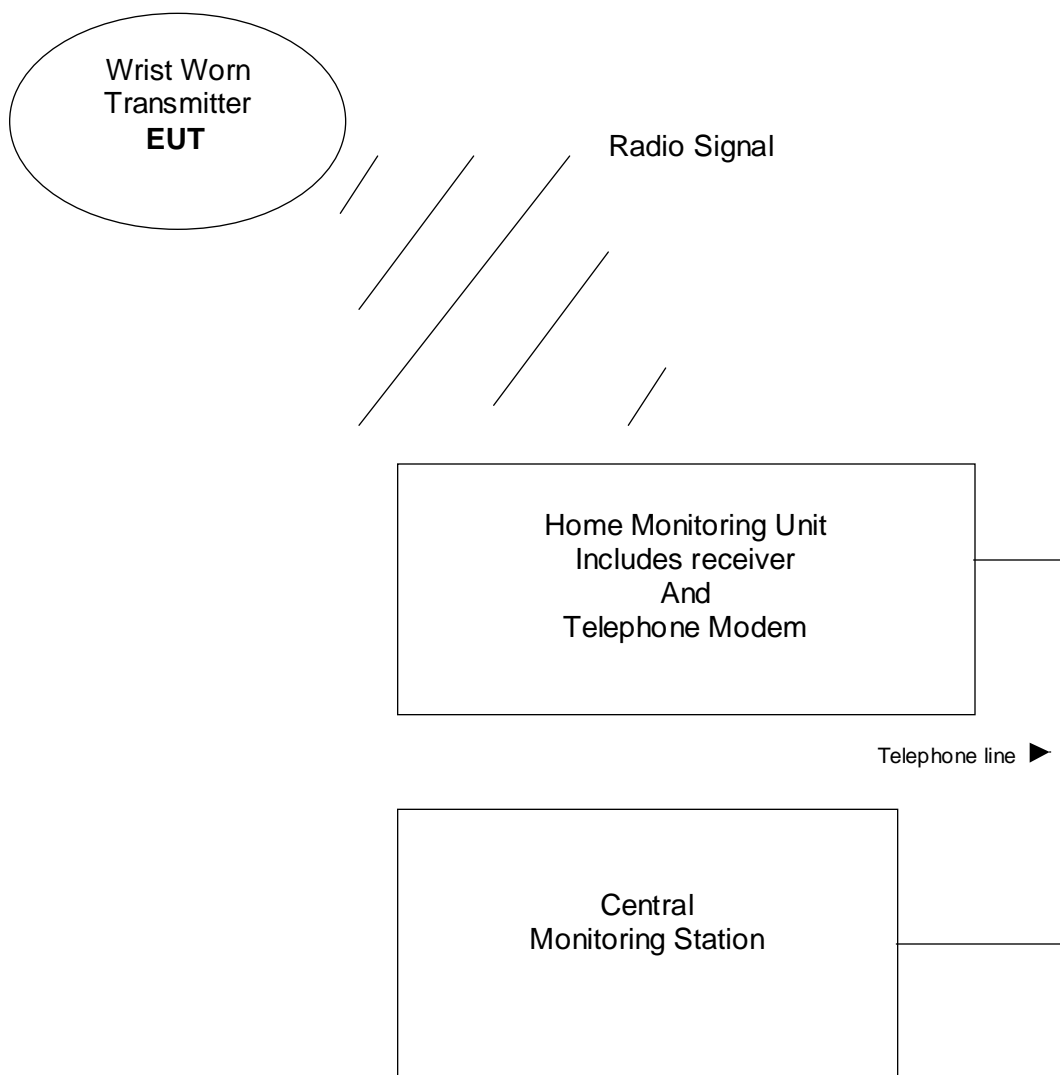 Wrist Worn
Transmitter
EUT
Radio Signal
Home Monitoring Unit
Includes receiver
And
Telephone Modem
Telephone line
Central
Monitoring Station